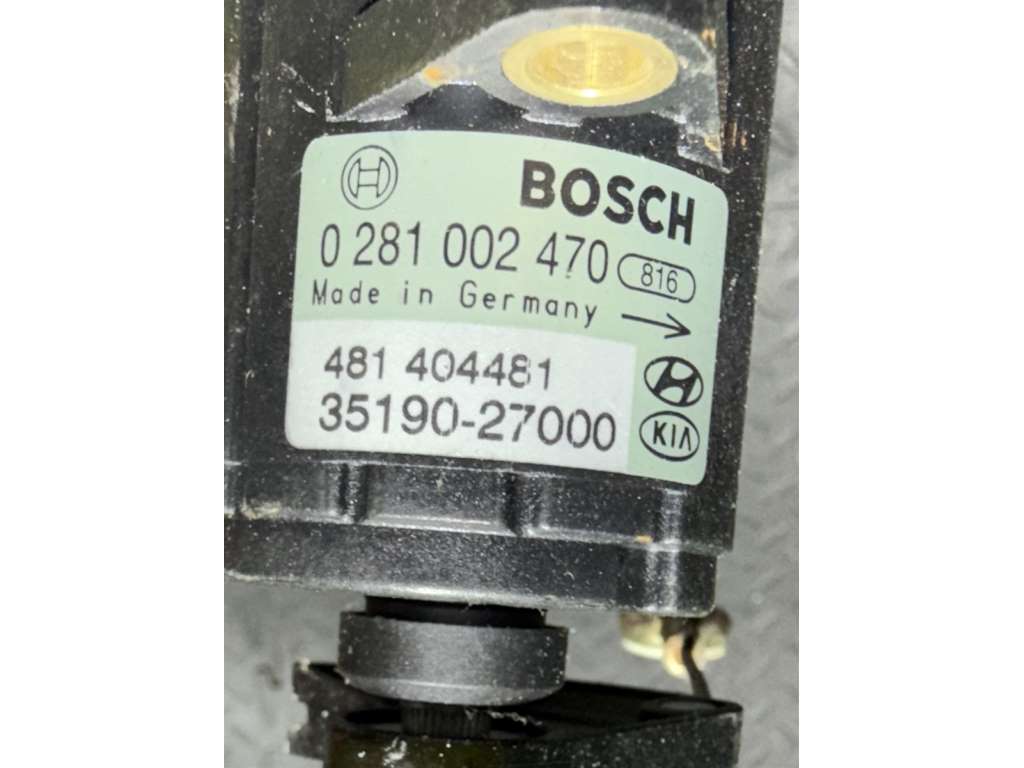 BOSCH
0 281 002 470 816
Made in Germany
481 404481
35190-27000
KIA